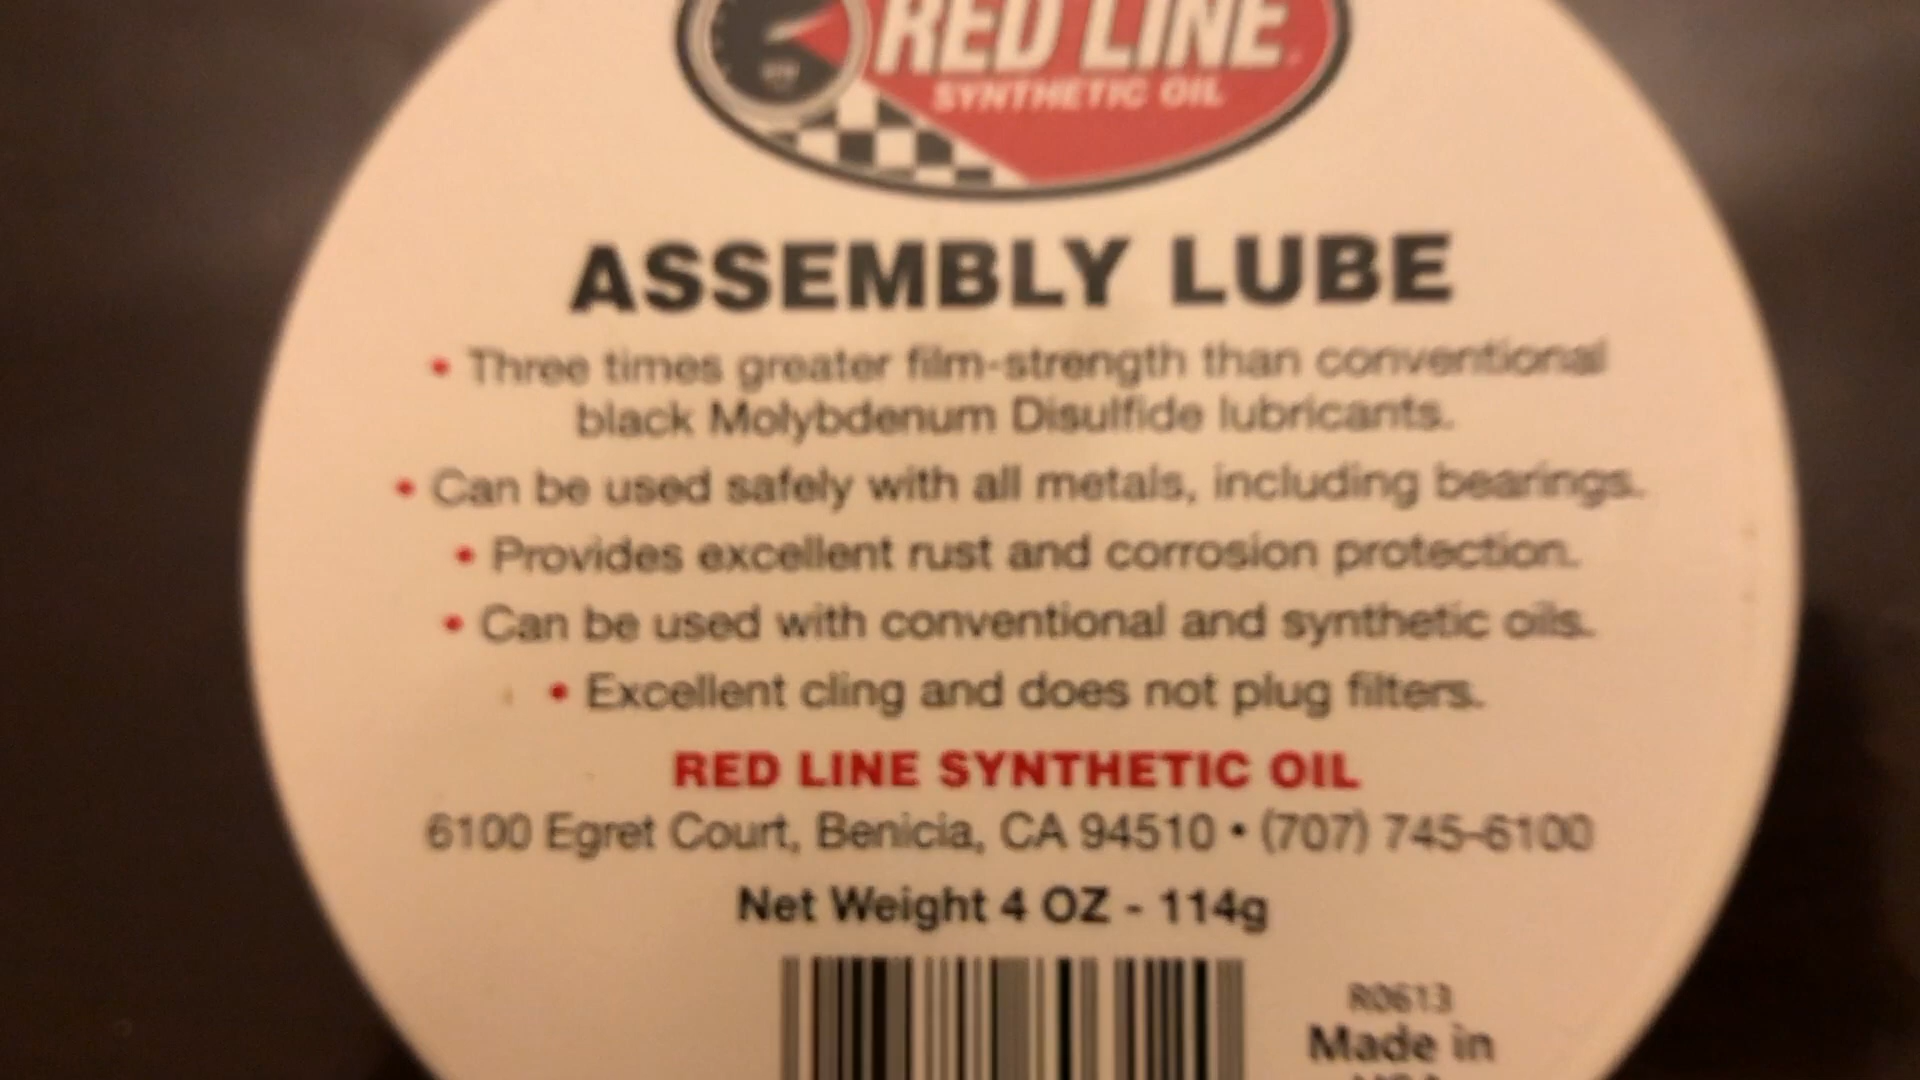 RED LINE
SYNTHETIC OIL
ASSEMBLY LUBE
• Three times greater film-strength than conventional
black Molybdenum Disulfide lubricants.
• Can be used safely with all metals, including bearings.
• Provides excellent rust and corrosion protection.
• Can be used with conventional and synthetic oils.
• Excellent cling and does not plug filters.
RED LINE SYNTHETIC OIL
6100 Egret Court, Benicia, CA 94510 • (707) 745-6100
Net Weight 4 OZ - 114g
R0613
Made in